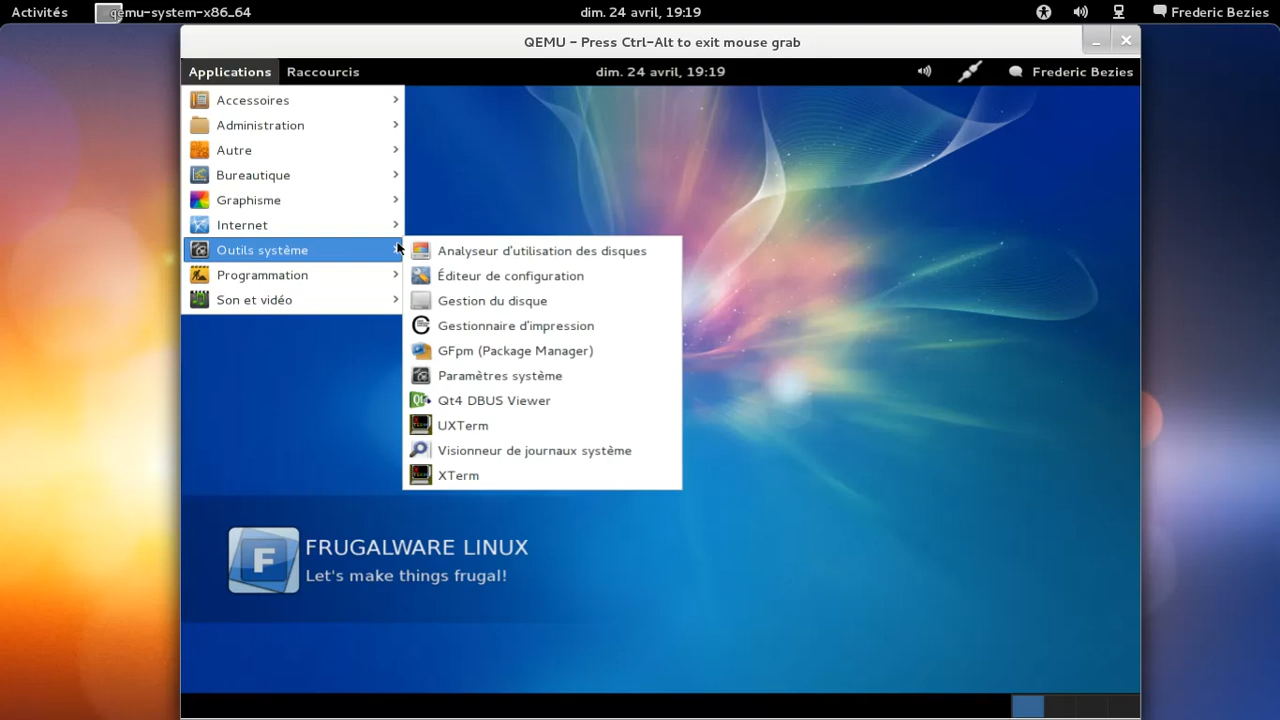 Activités qemu-system-x86_64 dim. 24 avril, 19:19 Frederic Bezies
QEMU - Press Ctrl-Alt to exit mouse grab
Applications Raccourcis dim. 24 avril, 19:19 Frederic Bezies
Accessoires
Administration
Autre
Bureautique
Graphisme
Internet
Outils système
Programmation
Son et vidéo
Analyseur d'utilisation des disques
Éditeur de configuration
Gestion du disque
Gestionnaire d'impression
GFpm (Package Manager)
Paramètres système
Qt4 DBUS Viewer
UXTerm
Visionneur de journaux système
XTerm
F
FRUGALWARE LINUX
Let's make things frugal!